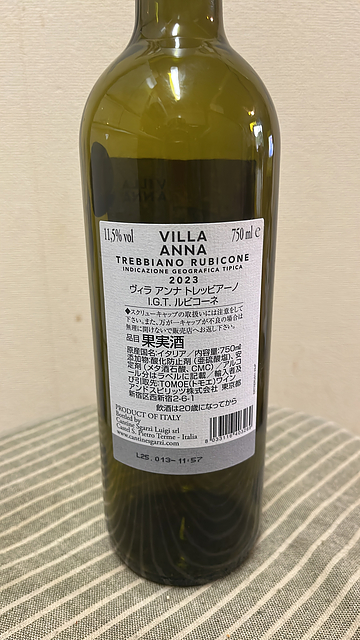 11,5% vol
VILLA
ANNA
750 ml e
TREBBIANO RUBICONE
INDICAZIONE GEOGRAFICA TIPICA
2023
ヴィラ アンナ トレッビアーノ
I.G.T. ルビコーネ
◆スクリューキャップの取扱いには注意をして
下さい。また、万が一キャップが不良の場合は
無理に開けないで販売店へお返し下さい。
品目 果実酒
原産国名:イタリア/内容量:750ml
添加物:酸化防止剤(亜硫酸塩)、安
定剤(メタ酒石酸、CMC)/アルコ
ール分はラベルに記載/輸入者及
び引取先:TOMOE(トモエ)ワイン
アンドスピリッツ株式会社 東京都
新宿区西新宿2-6-1
飲酒は20歳になってから
PRODUCT OF ITALY
Bottled by
Cantine Sgarzi Luigi srl
Castel S. Pietro Terme - Italia
www.cantinesgarzi.com
L25. 013-11:57